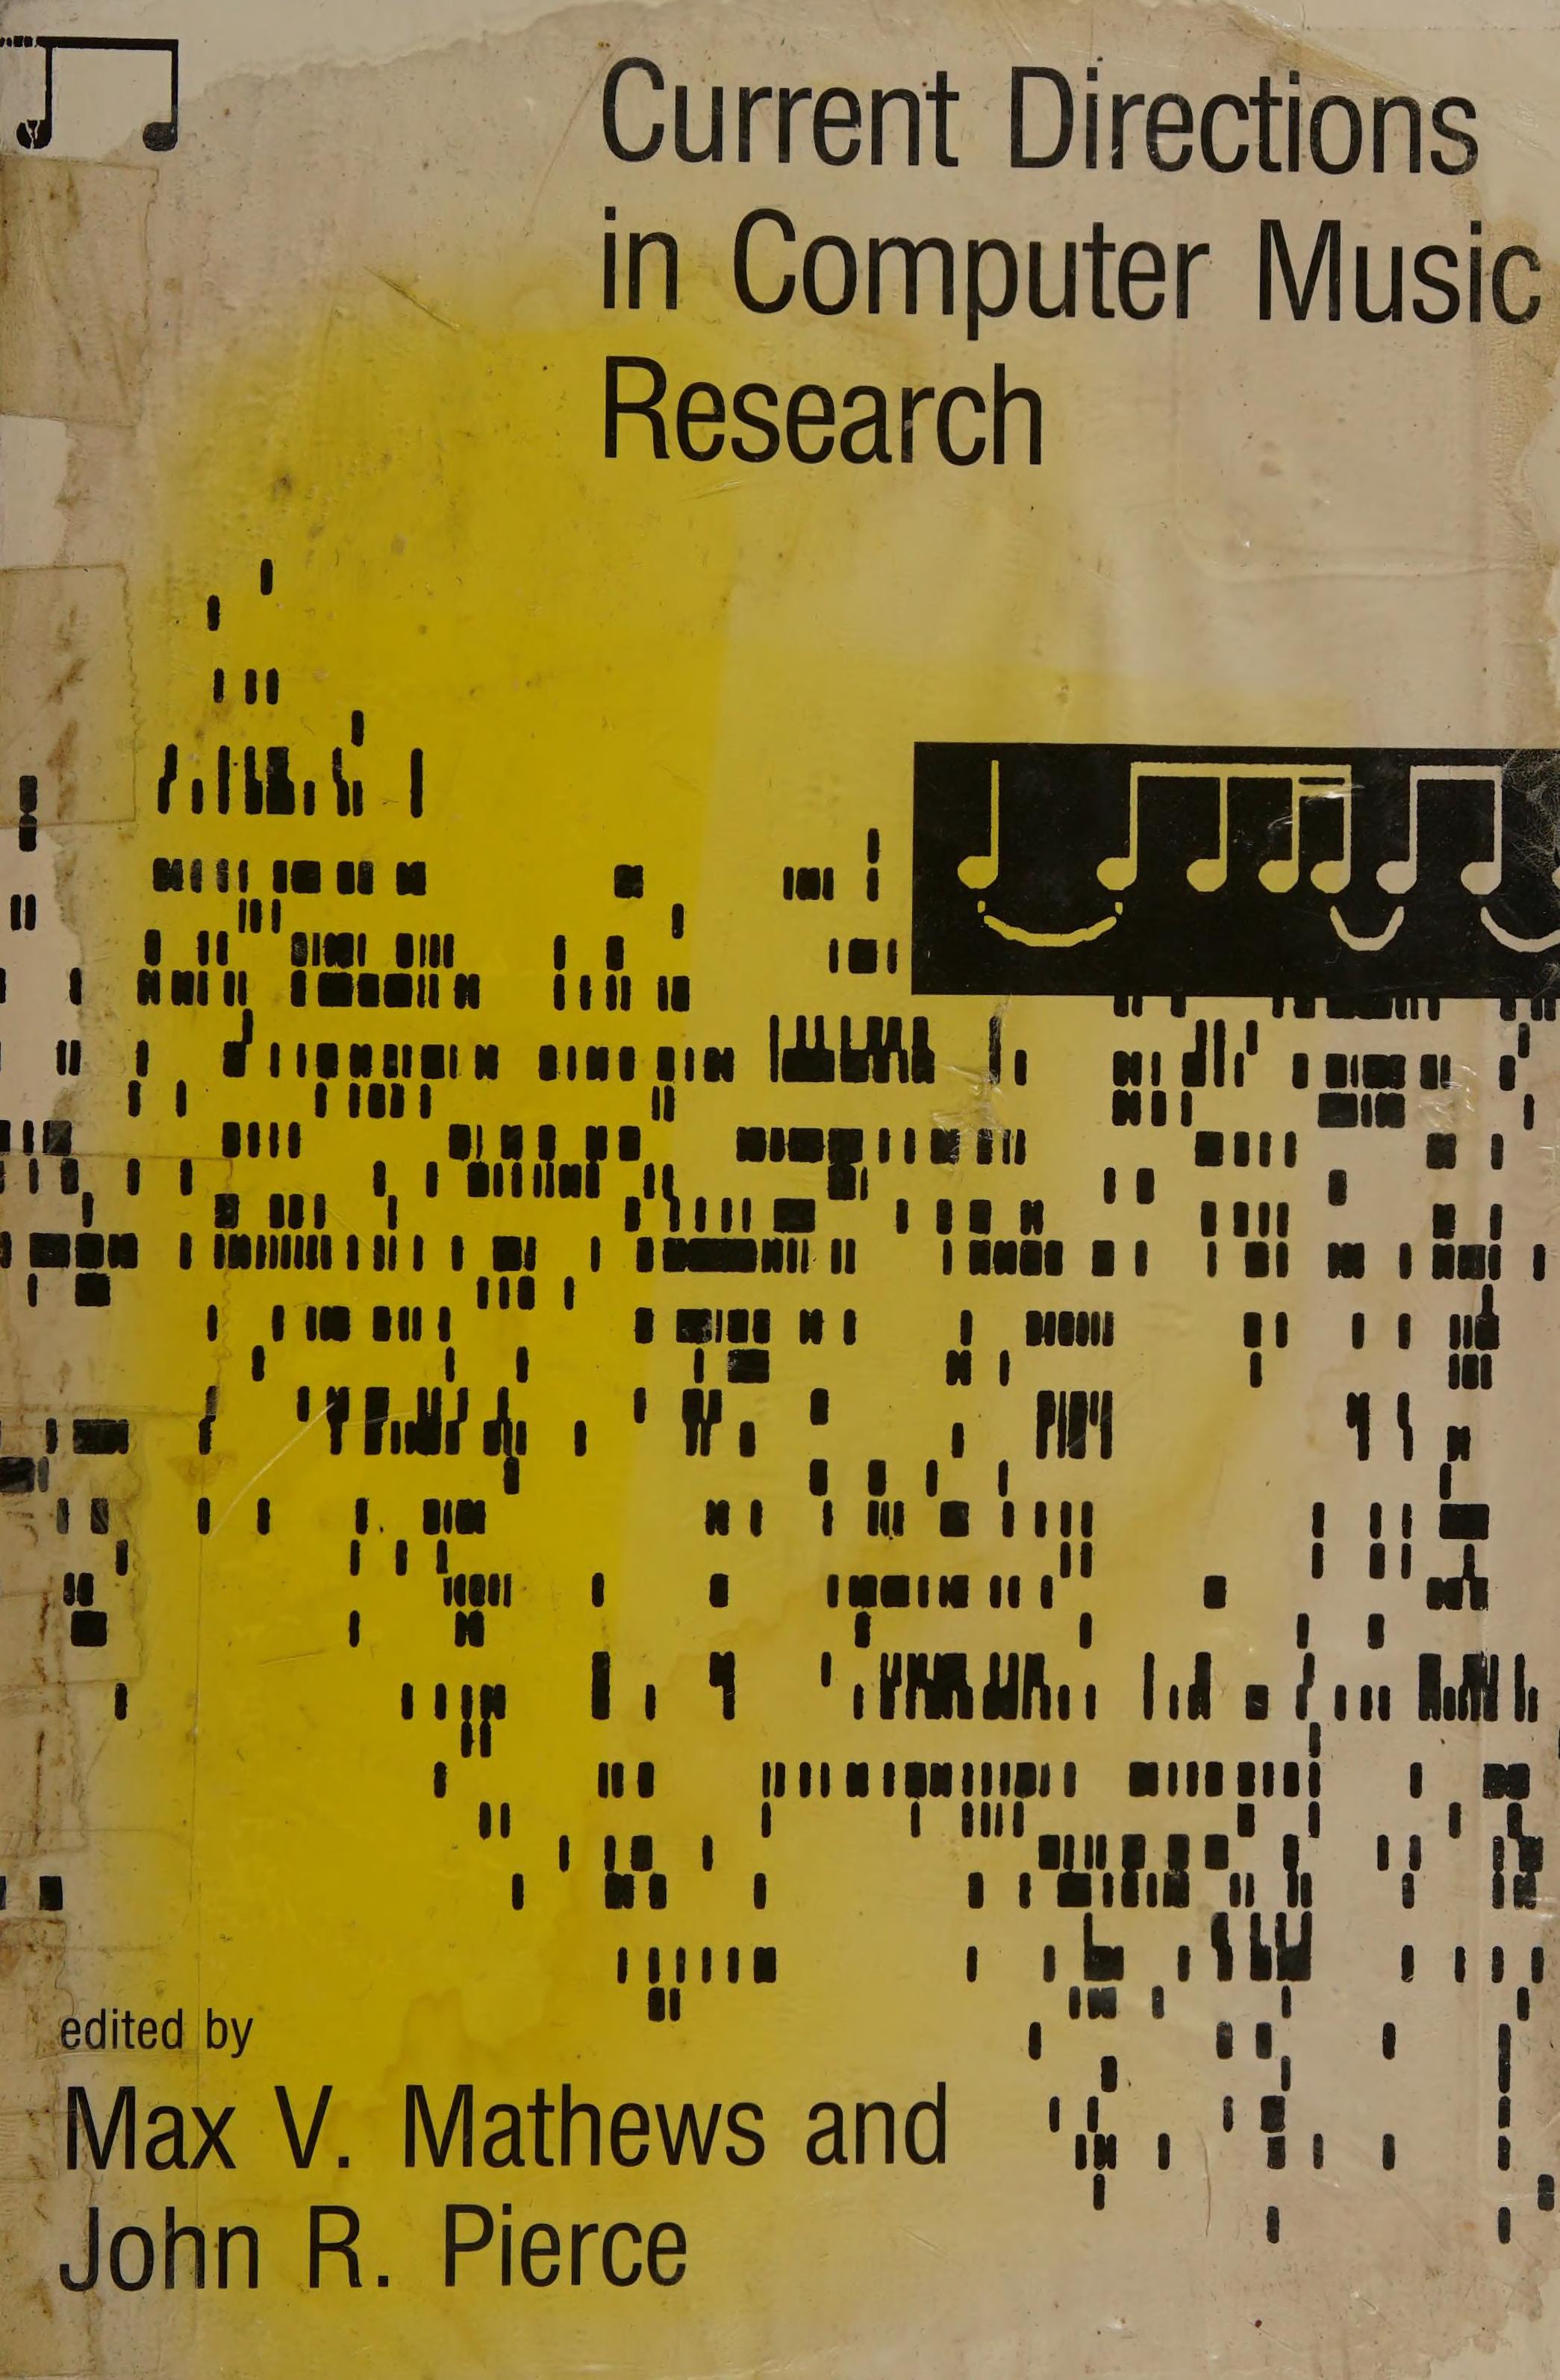 Current Directions
in Computer Music
Research
edited by
Max V. Mathews and
John R. Pierce